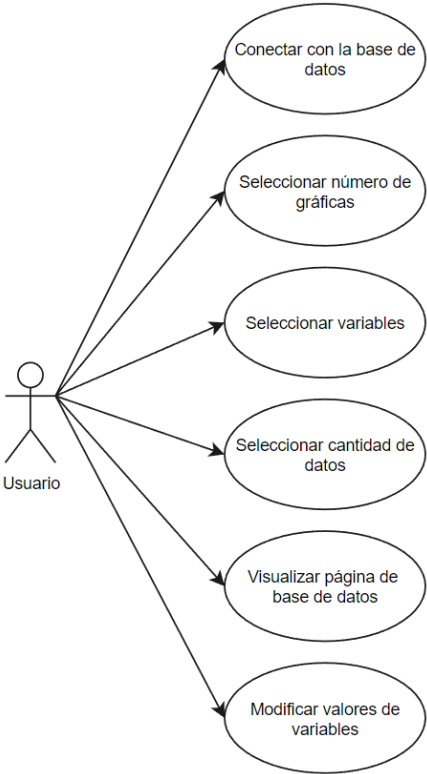 Conectar con la base de
datos
Seleccionar número de
gráficas
Seleccionar variables
Seleccionar cantidad de
datos
Usuario
Visualizar página de
base de datos
Modificar valores de
variables